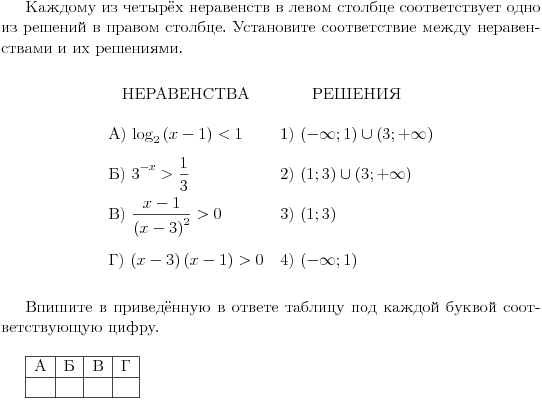 Каждому из четырёх неравенств в левом столбце соответствует одно
из решений в правом столбце. Установите соответствие между неравен-
ствами и их решениями.
НЕРАВЕНСТВА РЕШЕНИЯ
А) log₂ (x − 1) < 1 1) (−∞; 1) ∪ (3; +∞)
Б) 3^{−x} > 1/3 2) (1; 3) ∪ (3; +∞)
В) (x − 1)/(x − 3)² > 0 3) (1; 3)
Г) (x − 3) (x − 1) > 0 4) (−∞; 1)
Впишите в приведённую в ответе таблицу под каждой буквой соот-
ветствующую цифру.
А Б В Г